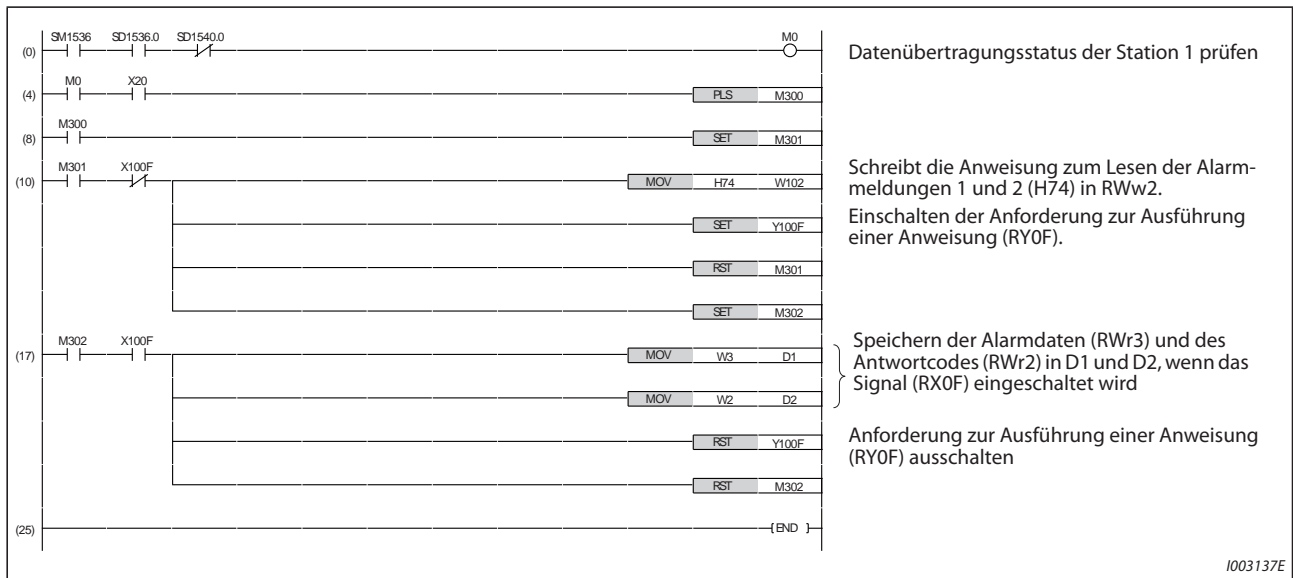 SM1536 SD1536.0 SD1540.0 M0
(0) Datenübertragungsstatus der Station 1 prüfen
M0 X20
(4) PLS M300
M300
(8) SET M301
M301 X100F
(10) MOV H74 W102
Schreibt die Anweisung zum Lesen der Alarm-
meldungen 1 und 2 (H74) in RWw2.
SET Y100F
Einschalten der Anforderung zur Ausführung
einer Anweisung (RY0F).
RST M301
SET M302
M302 X100F
(17) MOV W3 D1
MOV W2 D2
Speichern der Alarmdaten (RWr3) und des
Antwortcodes (RWr2) in D1 und D2, wenn das
Signal (RX0F) eingeschaltet wird
RST Y100F
Anforderung zur Ausführung einer Anweisung
(RY0F) ausschalten
RST M302
(25) END
I003137E